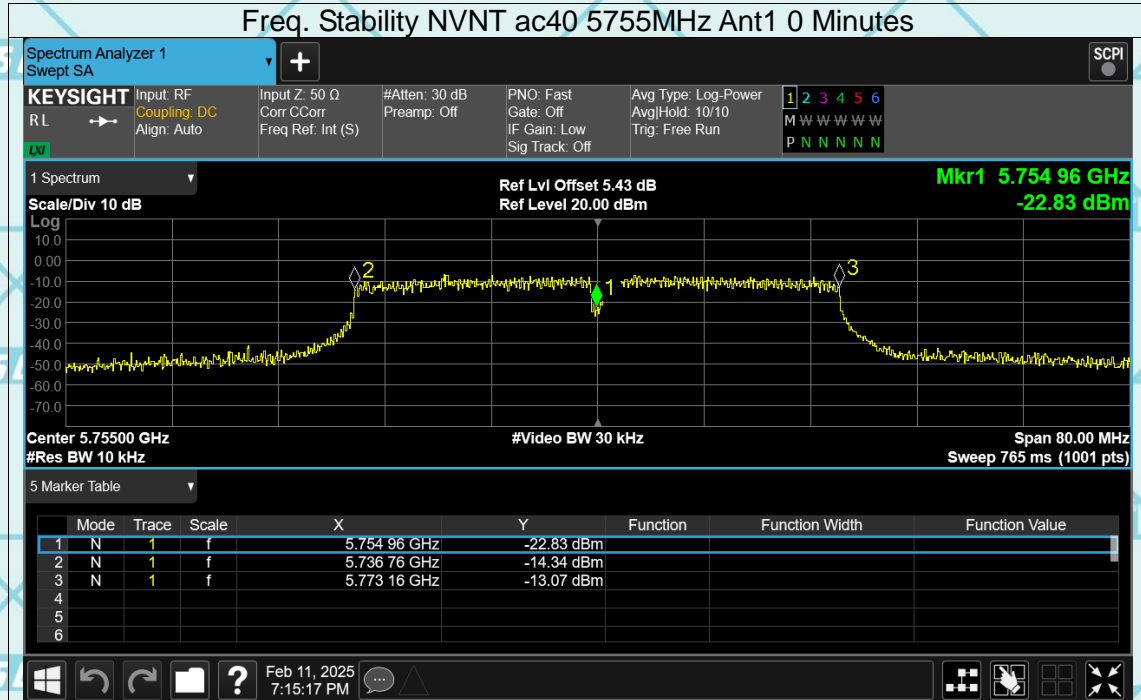 Freq. Stability NVNT ac40 5755MHz Ant1 0 Minutes
Spectrum Analyzer 1
Swept SA
SCPI
KEYSIGHT
RL
LXI
Input: RF
Coupling: DC
Align: Auto
Input Z: 50 Ω
Corr CCorr
Freq Ref: Int (S)
#Atten: 30 dB
Preamp: Off
PNO: Fast
Gate: Off
IF Gain: Low
Sig Track: Off
Avg Type: Log-Power
Avg|Hold: 10/10
Trig: Free Run
1 2 3 4 5 6
M W W W W W
P N N N N N
1 Spectrum
Scale/Div 10 dB
Ref Lvl Offset 5.43 dB
Ref Level 20.00 dBm
Mkr1 5.754 96 GHz
-22.83 dBm
Log
10.0
0.00
-10.0
-20.0
-30.0
-40.0
-50.0
-60.0
-70.0
2
1
3
Center 5.75500 GHz
#Video BW 30 kHz
Span 80.00 MHz
#Res BW 10 kHz
Sweep 765 ms (1001 pts)
5 Marker Table
Mode Trace Scale X Y Function Function Width Function Value
1 N 1 f 5.754 96 GHz -22.83 dBm
2 N 1 f 5.736 76 GHz -14.34 dBm
3 N 1 f 5.773 16 GHz -13.07 dBm
4
5
6
?
Feb 11, 2025
7:15:17 PM